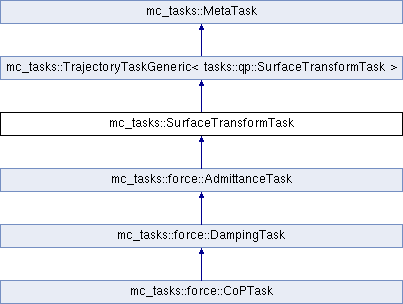 mc_tasks::MetaTask
mc_tasks::TrajectoryTaskGeneric< tasks::qp::SurfaceTransformTask >
mc_tasks::SurfaceTransformTask
mc_tasks::force::AdmittanceTask
mc_tasks::force::DampingTask
mc_tasks::force::CoPTask